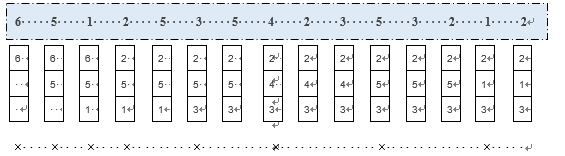 6 5 1 2 5 3 5 4 2 3 5 3 2 1 2
6 6 6 2 2 2 2 2 2 2 2 2 2 2 2
5 5 5 5 5 5 4 4 4 5 5 5 1 1
1 1 1 3 3 3 3 3 3 3 3 3 3
× × × × × × × ×